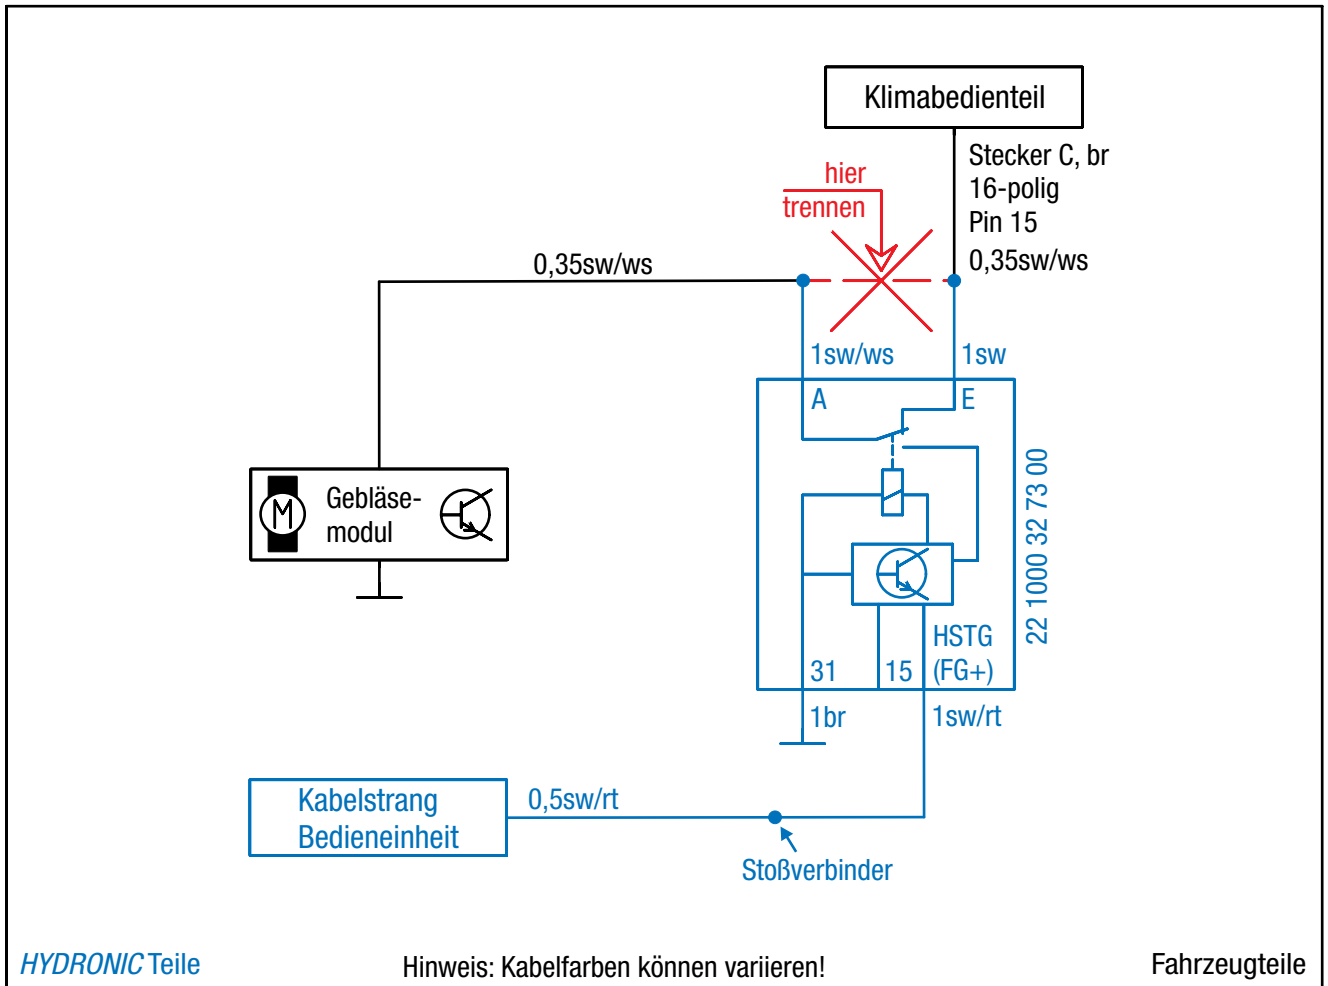 Klimabedienteil
Stecker C, br
16-polig
Pin 15
0,35sw/ws
hier
trennen
0,35sw/ws
1sw/ws
1sw
A
E
M
Gebläse-
modul
22 1000 32 73 00
HSTG
(FG+)
31
15
1br
1sw/rt
Kabelstrang
Bedieneinheit
0,5sw/rt
Stoßverbinder
HYDRONIC Teile
Hinweis: Kabelfarben können variieren!
Fahrzeugteile